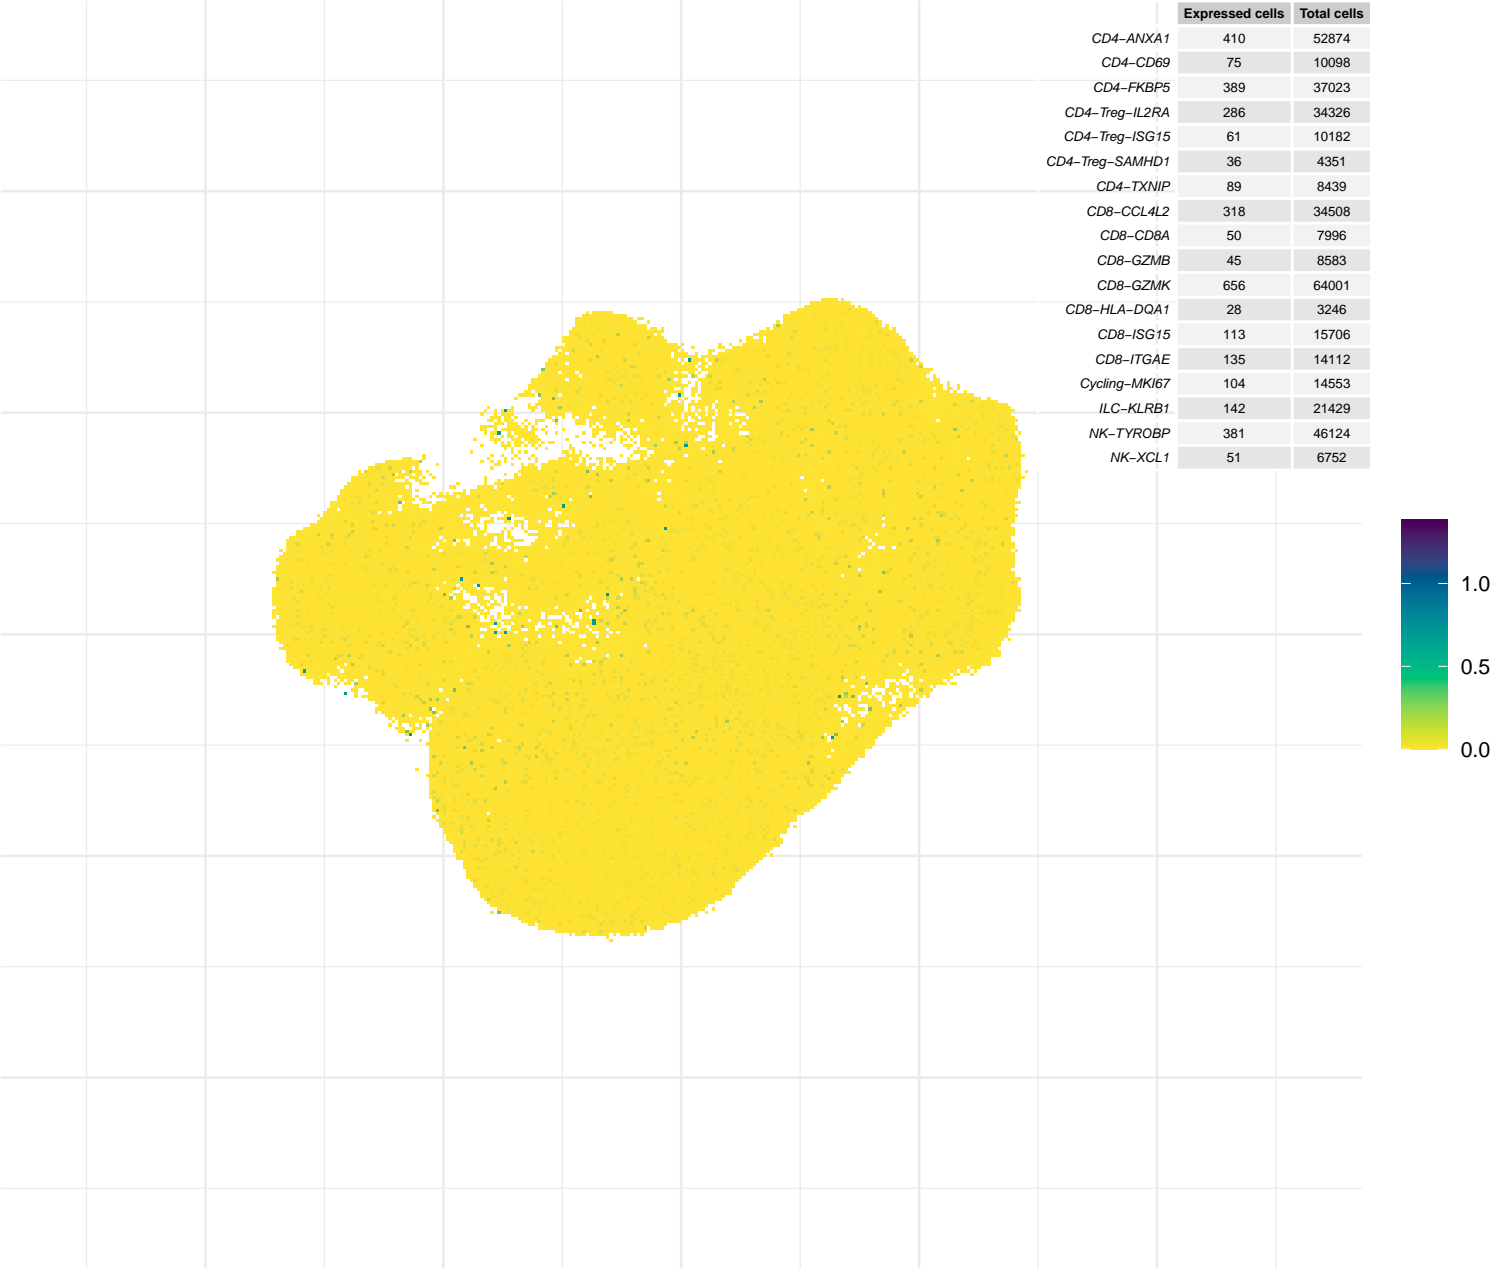 Expressed cells Total cells
CD4−ANXA1 410 52874
CD4−CD69 75 10098
CD4−FKBP5 389 37023
CD4−Treg−IL2RA 286 34326
CD4−Treg−ISG15 61 10182
CD4−Treg−SAMHD1 36 4351
CD4−TXNIP 89 8439
CD8−CCL4L2 318 34508
CD8−CD8A 50 7996
CD8−GZMB 45 8583
CD8−GZMK 656 64001
CD8−HLA−DQA1 28 3246
CD8−ISG15 113 15706
CD8−ITGAE 135 14112
Cycling−MKI67 104 14553
ILC−KLRB1 142 21429
NK−TYROBP 381 46124
NK−XCL1 51 6752
1.0
0.5
0.0